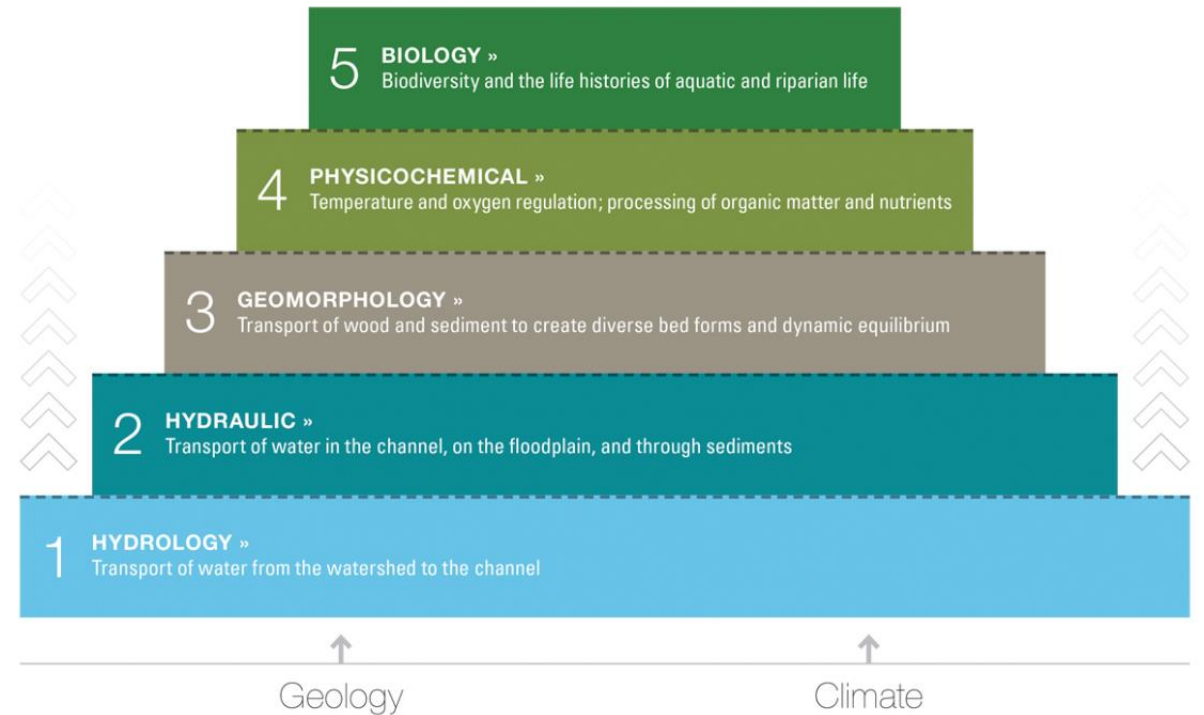 5
BIOLOGY »
Biodiversity and the life histories of aquatic and riparian life
4
PHYSICOCHEMICAL »
Temperature and oxygen regulation; processing of organic matter and nutrients
3
GEOMORPHOLOGY »
Transport of wood and sediment to create diverse bed forms and dynamic equilibrium
2
HYDRAULIC »
Transport of water in the channel, on the floodplain, and through sediments
1
HYDROLOGY »
Transport of water from the watershed to the channel
Geology
Climate